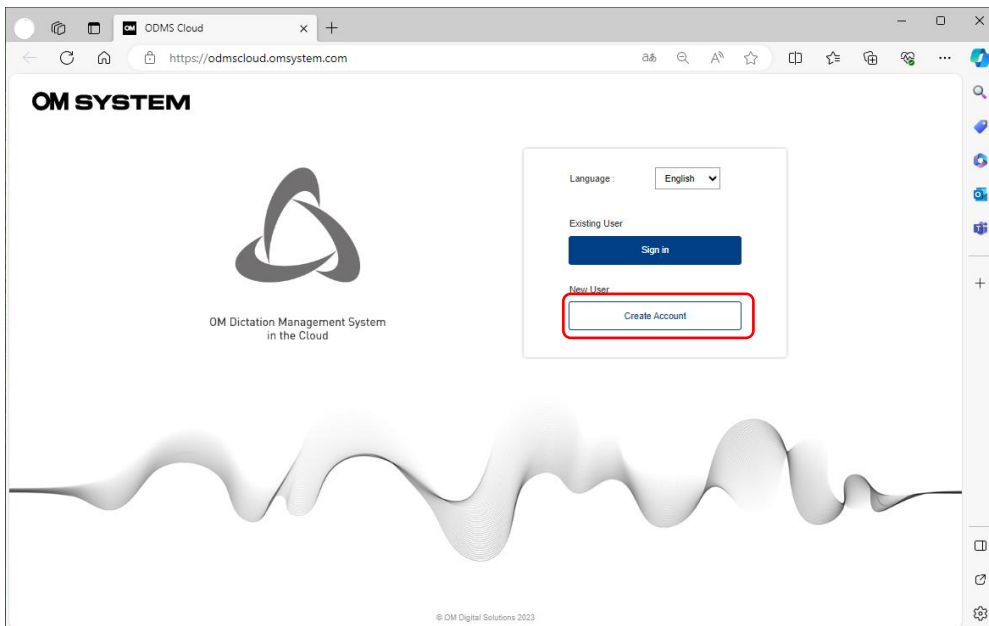 ODMS Cloud
https://odmscloud.omsystem.com
OM SYSTEM
Language :
English
Existing User
Sign in
New User
Create Account
OM Dictation Management System
in the Cloud
© OM Digital Solutions 2023